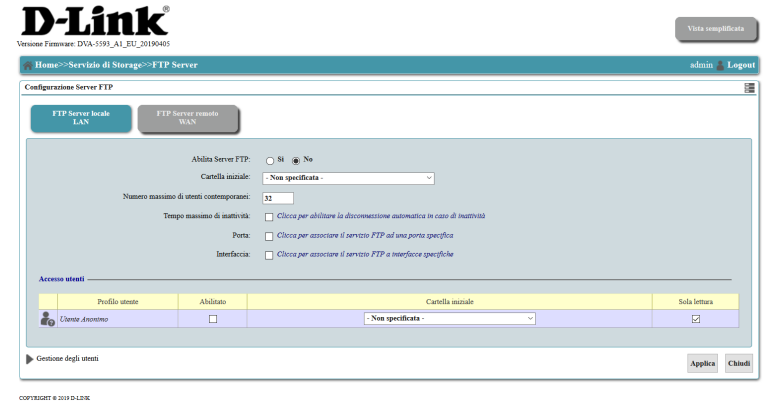 D-Link®
Vista semplificata
Versione Firmware: DVA-5593_A1_EU_20190405
Home>>Servizio di Storage>>FTP Server
admin Logout
Configurazione Server FTP
FTP Server locale
LAN
FTP Server remoto
WAN
Abilita Server FTP: Sì No
Cartella iniziale: - Non specificata -
Numero massimo di utenti contemporanei: 32
Tempo massimo di inattività: Clicca per abilitare la disconnessione automatica in caso di inattività
Porta: Clicca per associare il servizio FTP ad una porta specifica
Interfaccia: Clicca per associare il servizio FTP a interfacce specifiche
Accesso utenti
Profilo utente Abilitato Cartella iniziale Sola lettura
Utente Anonimo - Non specificata -
Gestione degli utenti
Applica Chiudi
COPYRIGHT © 2019 D-LINK